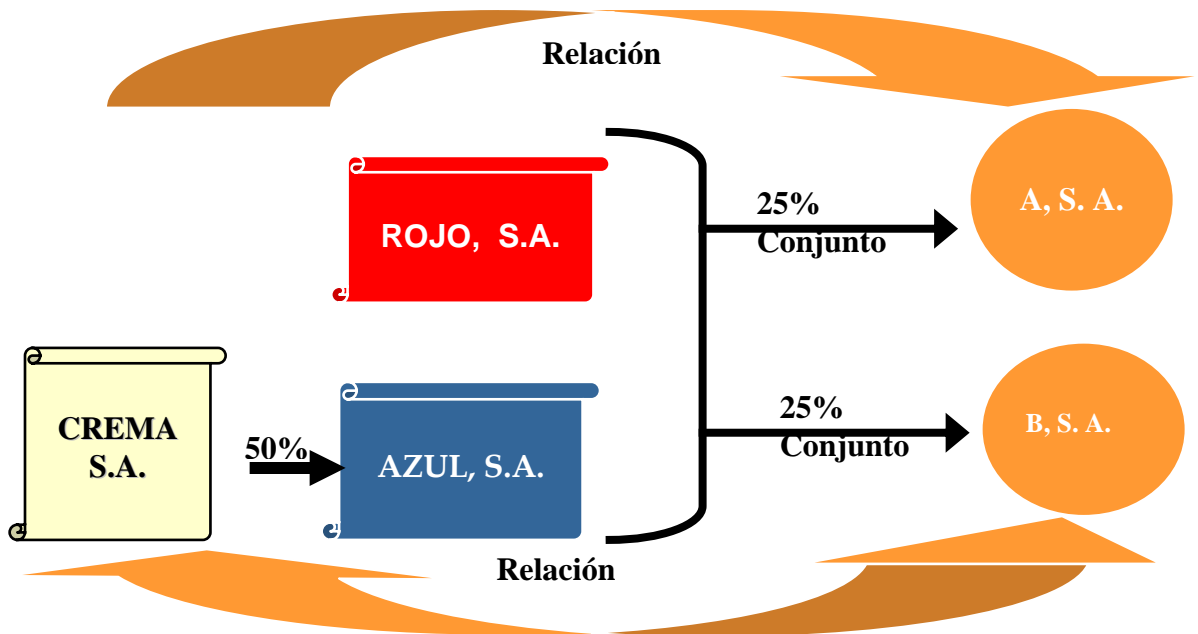 Relación
ROJO, S.A.
25%
Conjunto
A, S. A.
CREMA
S.A.
50%
AZUL, S.A.
25%
Conjunto
B, S. A.
Relación